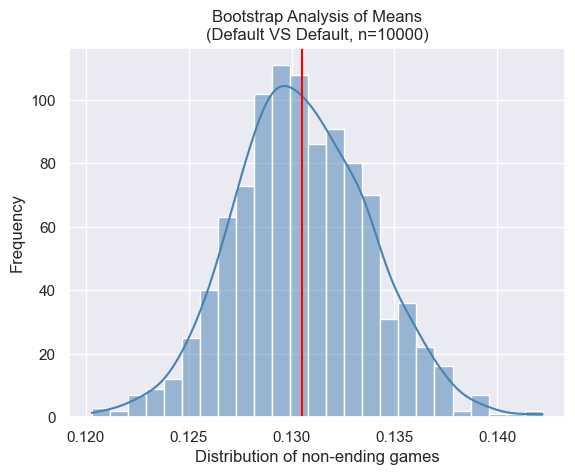 Bootstrap Analysis of Means
(Default VS Default, n=10000)
Frequency
100
80
60
40
20
0
0.120
0.125
0.130
0.135
0.140
Distribution of non-ending games